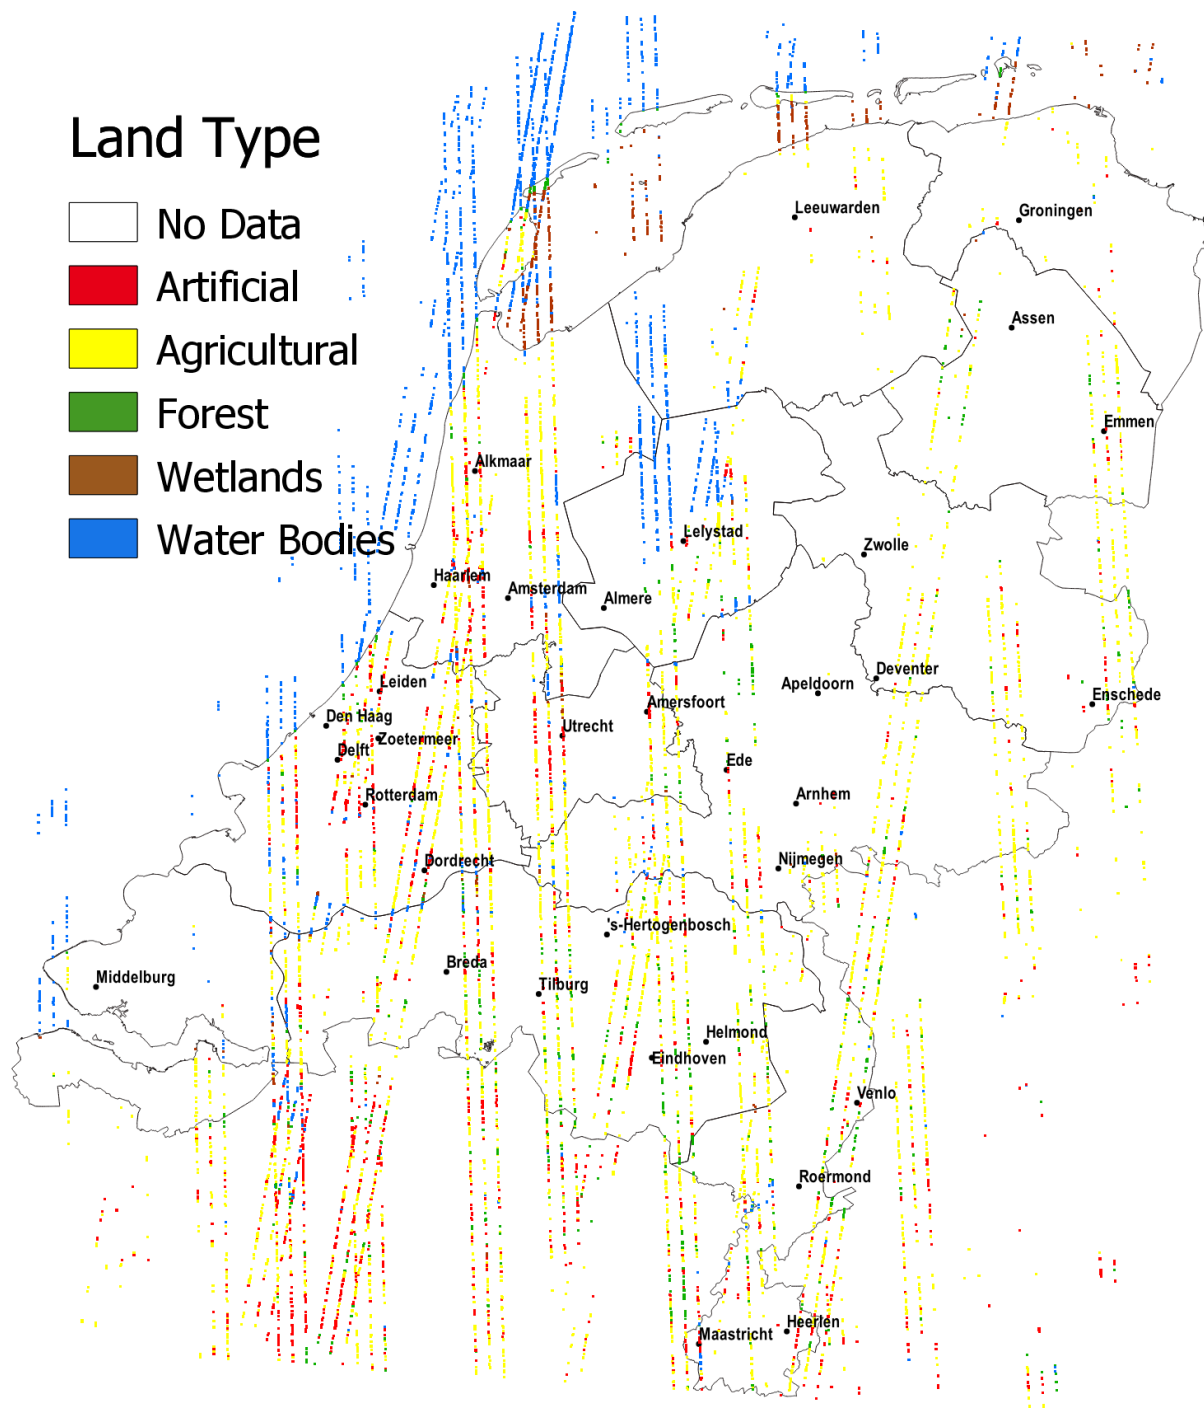 Land Type
No Data
Artificial
Agricultural
Forest
Wetlands
Water Bodies
Leeuwarden
Groningen
Assen
Emmen
Alkmaar
Lelystad
Zwolle
Haarlem
Amsterdam
Almere
Deventer
Apeldoorn
Enschede
Leiden
Amersfoort
Den Haag
Utrecht
Zoetermeer
Delft
Ede
Rotterdam
Arnhem
Dordrecht
Nijmegen
's-Hertogenbosch
Breda
Middelburg
Tilburg
Helmond
Eindhoven
Venlo
Roermond
Heerlen
Maastricht